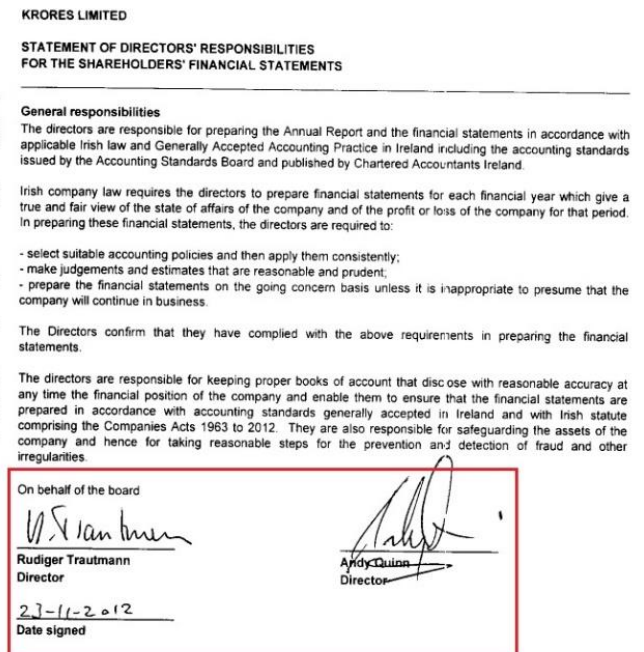 KRORES LIMITED
STATEMENT OF DIRECTORS' RESPONSIBILITIES
FOR THE SHAREHOLDERS' FINANCIAL STATEMENTS
General responsibilities
The directors are responsible for preparing the Annual Report and the financial statements in accordance with
applicable Irish law and Generally Accepted Accounting Practice in Ireland including the accounting standards
issued by the Accounting Standards Board and published by Chartered Accountants Ireland.
Irish company law requires the directors to prepare financial statements for each financial year which give a
true and fair view of the state of affairs of the company and of the profit or loss of the company for that period.
In preparing these financial statements, the directors are required to:
- select suitable accounting policies and then apply them consistently;
- make judgements and estimates that are reasonable and prudent;
- prepare the financial statements on the going concern basis unless it is inappropriate to presume that the
company will continue in business.
The Directors confirm that they have complied with the above requirements in preparing the financial
statements.
The directors are responsible for keeping proper books of account that disclose with reasonable accuracy at
any time the financial position of the company and enable them to ensure that the financial statements are
prepared in accordance with accounting standards generally accepted in Ireland and with Irish statute
comprising the Companies Acts 1963 to 2012. They are also responsible for safeguarding the assets of the
company and hence for taking reasonable steps for the prevention and detection of fraud and other
irregularities.
On behalf of the board
Rudiger Trautmann
Andy Quinn
Director
Director
23-11-2012
Date signed